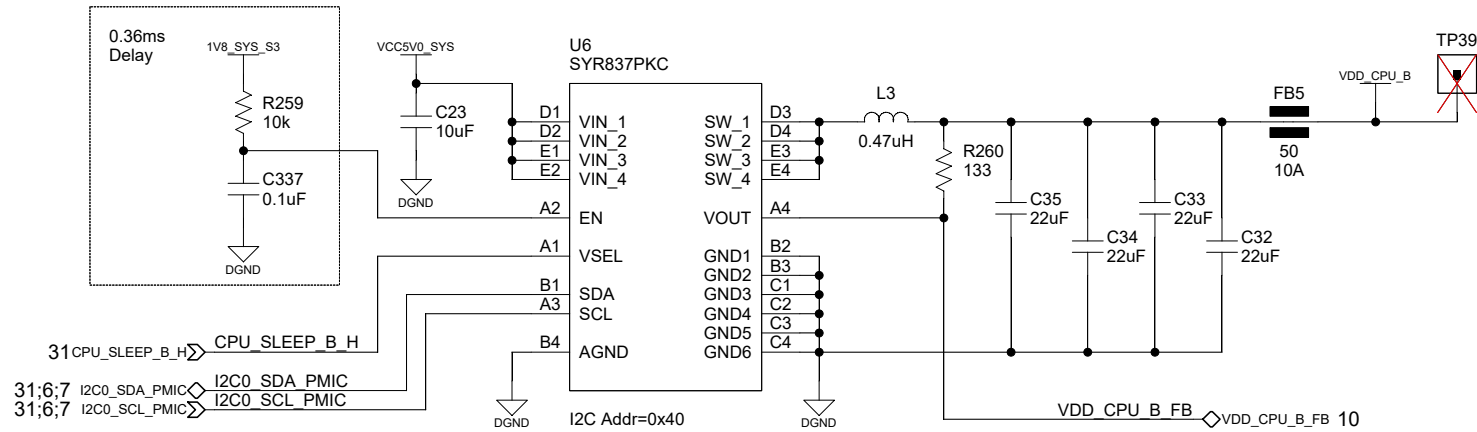 0.36ms
Delay
1V8_SYS_S3
R259
10k
C337
0.1uF
DGND
VCC5V0_SYS
C23
10uF
DGND
U6
SYR837PKC
D1 VIN_1
D2 VIN_2
E1 VIN_3
E2 VIN_4
A2 EN
A1 VSEL
B1 SDA
A3 SCL
B4 AGND
SW_1 D3
SW_2 D4
SW_3 E3
SW_4 E4
VOUT A4
GND1 B2
GND2 B3
GND3 C1
GND4 C2
GND5 C3
GND6 C4
I2C Addr=0x40
DGND
DGND
L3
0.47uH
R260
133
C35
22uF
C34
22uF
C33
22uF
C32
22uF
FB5
50
10A
VDD_CPU_B
TP39
31 CPU_SLEEP_B_H CPU_SLEEP_B_H
31;6;7 I2C0_SDA_PMIC I2C0_SDA_PMIC
31;6;7 I2C0_SCL_PMIC I2C0_SCL_PMIC
VDD_CPU_B_FB VDD_CPU_B_FB 10